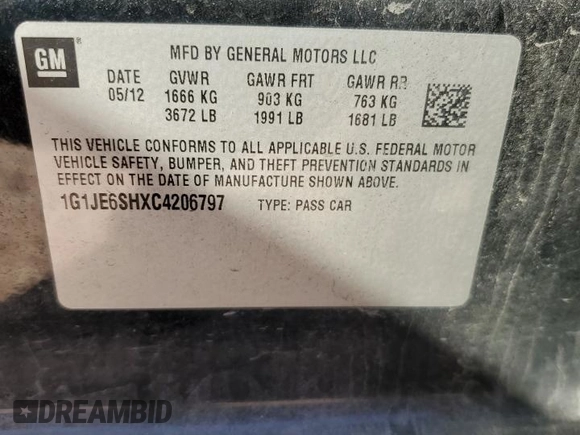 GM
MFD BY GENERAL MOTORS LLC
DATE GVWR GAWR FRT GAWR RR
05/12 1666 KG 903 KG 763 KG
3672 LB 1991 LB 1681 LB
THIS VEHICLE CONFORMS TO ALL APPLICABLE U.S. FEDERAL MOTOR
VEHICLE SAFETY, BUMPER, AND THEFT PREVENTION STANDARDS IN
EFFECT ON THE DATE OF MANUFACTURE SHOWN ABOVE.
1G1JE6SHXC4206797 TYPE: PASS CAR
DREAMBID